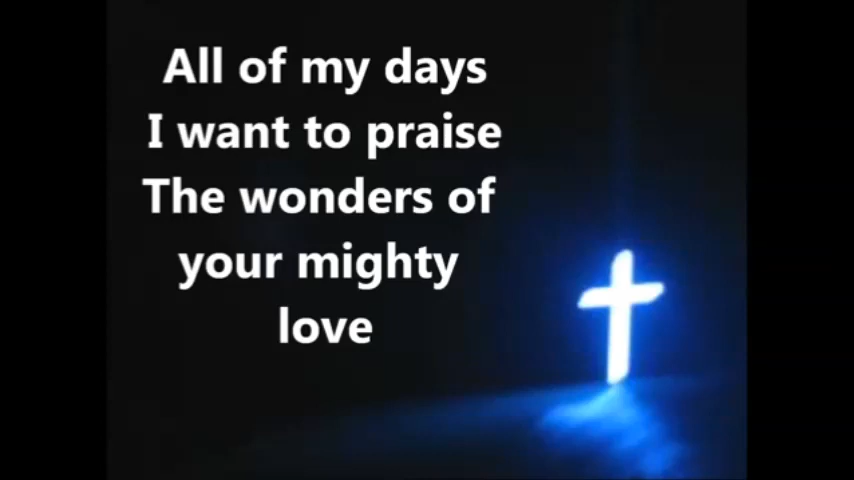 All of my days
I want to praise
The wonders of
your mighty
love